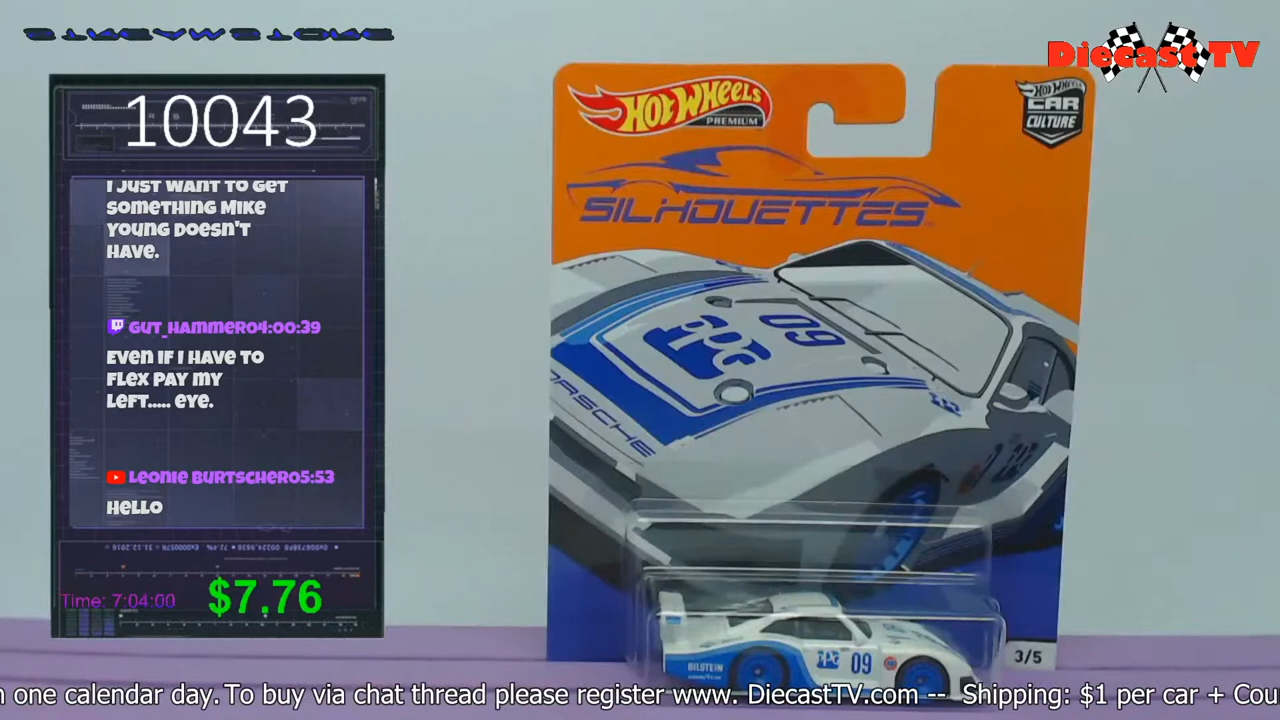 Diecast TV
10043
I just want to get
something Mike
Young doesn't
have.
Gut_Hammer04:00:39
Even if I have to
flex pay my
left..... eye.
Leonie Burtscher05:53
Hello
Time: 7:04:00
$7.76
HOT WHEELS
PREMIUM
HOT WHEELS
CAR
CULTURE
SILHOUETTES
PPG
09
PORSCHE
BILSTEIN
PPG
09
3/5
n one calendar day. To buy via chat thread please register www. DiecastTV.com -- Shipping: $1 per car + Cou